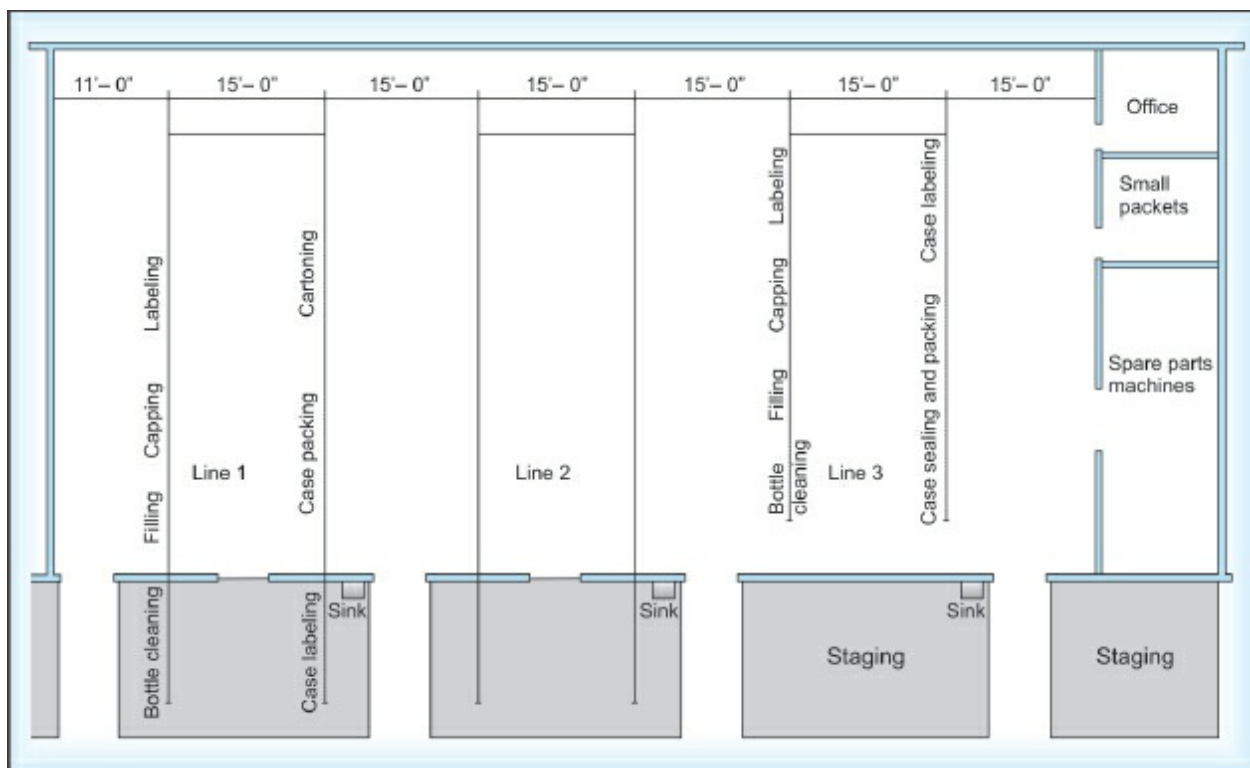 11'– 0"
15'– 0"
15'– 0"
15'– 0"
15'– 0"
15'– 0"
15'– 0"
Office
Small
packets
Spare parts
machines
Labeling
Capping
Filling
Bottle cleaning
Line 1
Cartoning
Case packing
Case labeling
Sink
Line 2
Sink
Labeling
Capping
Filling
Bottle
cleaning
Line 3
Case labeling
Case sealing and packing
Sink
Staging
Staging